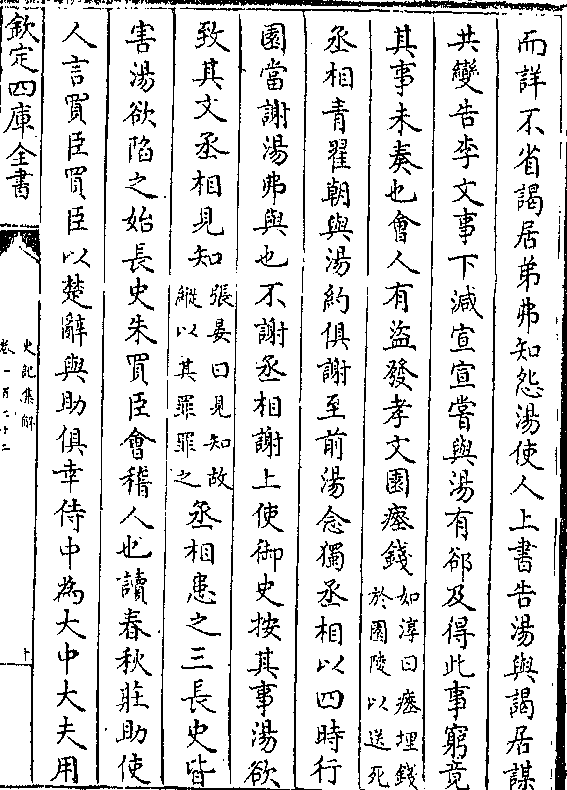 而詳不省謁居弟弗知怨湯使人上書告湯與謁居謀
共變告李文事下減宣宣嘗與湯有郤及得此事窮竟
其事未奏也會人有盜發孝文園瘞錢如淳曰瘞埋錢於園陵以送死
丞相青翟朝與湯約俱謝至前湯念獨丞相以四時行
園當謝湯弗與也不謝丞相謝上使御史按其事湯欲
致其文丞相見知張晏曰見知故縱以其罪罪之丞相患之三長史皆
害湯欲陷之始長史朱買臣會稽人也讀春秋莊助使
人言買臣買臣以楚辭與助俱幸侍中為大中大夫用
欽定四庫全書
史記集解
卷一百二十二
十